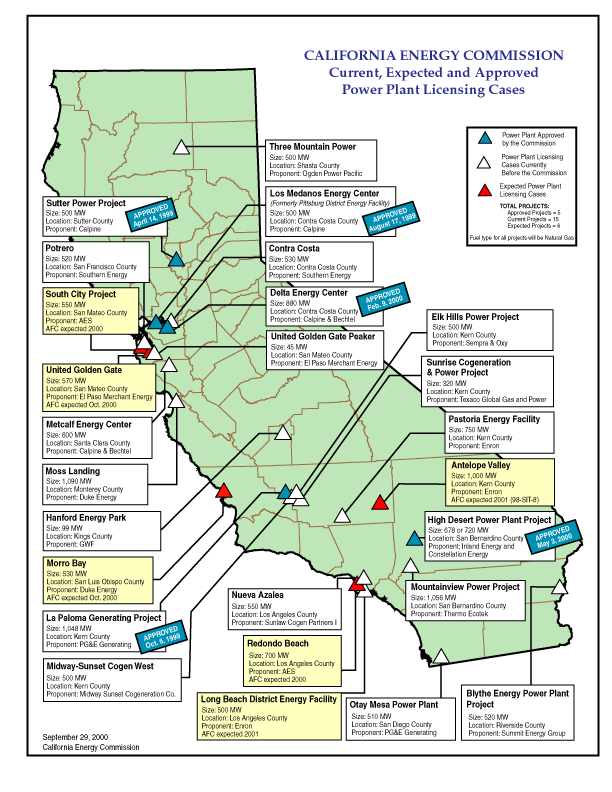 CALIFORNIA ENERGY COMMISSION
Current, Expected and Approved
Power Plant Licensing Cases
Power Plant Approved
by the Commission
Power Plant Licensing
Cases Currently
Before the Commission
Expected Power Plant
Licensing Cases
TOTAL PROJECTS:
Approved Projects = 5
Current Projects = 15
Expected Projects = 6
Fuel type for all projects will be Natural Gas
Three Mountain Power
Size: 500 MW
Location: Shasta County
Proponent: Ogden Power Pacific
Los Medanos Energy Center
(Formerly Pittsburg District Energy Facility)
Size: 500 MW
Location: Contra Costa County
Proponent: Calpine
APPROVED
August 17, 1999
Sutter Power Project
Size: 500 MW
Location: Sutter County
Proponent: Calpine
APPROVED
April 14, 1999
Potrero
Size: 520 MW
Location: San Francisco County
Proponent: Southern Energy
Contra Costa
Size: 530 MW
Location: Contra Costa County
Proponent: Southern Energy
South City Project
Size: 550 MW
Location: San Mateo County
Proponent: AES
AFC expected 2000
Delta Energy Center
Size: 880 MW
Location: Contra Costa County
Proponent: Calpine & Bechtel
APPROVED
Feb. 9, 2000
United Golden Gate Peaker
Size: 45 MW
Location: San Mateo County
Proponent: El Paso Merchant Energy
Elk Hills Power Project
Size: 500 MW
Location: Kern County
Proponent: Sempra & Oxy
United Golden Gate
Size: 570 MW
Location: San Mateo County
Proponent: El Paso Merchant Energy
AFC expected Oct. 2000
Sunrise Cogeneration
& Power Project
Size: 320 MW
Location: Kern County
Proponent: Texaco Global Gas and Power
Metcalf Energy Center
Size: 600 MW
Location: Santa Clara County
Proponent: Calpine & Bechtel
Pastoria Energy Facility
Size: 750 MW
Location: Kern County
Proponent: Enron
Moss Landing
Size: 1,090 MW
Location: Monterey County
Proponent: Duke Energy
Antelope Valley
Size: 1,000 MW
Location: Kern County
Proponent: Enron
AFC expected 2001 (98-SIT-8)
Hanford Energy Park
Size: 99 MW
Location: Kings County
Proponent: GWF
High Desert Power Plant Project
Size: 678 or 720 MW
Location: San Bernardino County
Proponent: Inland Energy and
Constellation Energy
APPROVED
May 3, 2000
Morro Bay
Size: 530 MW
Location: San Luis Obispo County
Proponent: Duke Energy
AFC expected Oct. 2000
Mountainview Power Project
Size: 1,056 MW
Location: San Bernardino County
Proponent: Thermo Ecotek
Nueva Azalea
Size: 550 MW
Location: Los Angeles County
Proponent: Sunlaw Cogen Partners I
La Paloma Generating Project
Size: 1,048 MW
Location: Kern County
Proponent: PG&E Generating
APPROVED
Oct. 6, 1999
Redondo Beach
Size: 700 MW
Location: Los Angeles County
Proponent: AES
AFC expected 2000
Midway-Sunset Cogen West
Size: 500 MW
Location: Kern County
Proponent: Midway Sunset Cogeneration Co.
Long Beach District Energy Facility
Size: 500 MW
Location: Los Angeles County
Proponent: Enron
AFC expected 2001
Otay Mesa Power Plant
Size: 510 MW
Location: San Diego County
Proponent: PG&E Generating
Blythe Energy Power Plant
Project
Size: 520 MW
Location: Riverside County
Proponent: Summit Energy Group
September 29, 2000
California Energy Commission